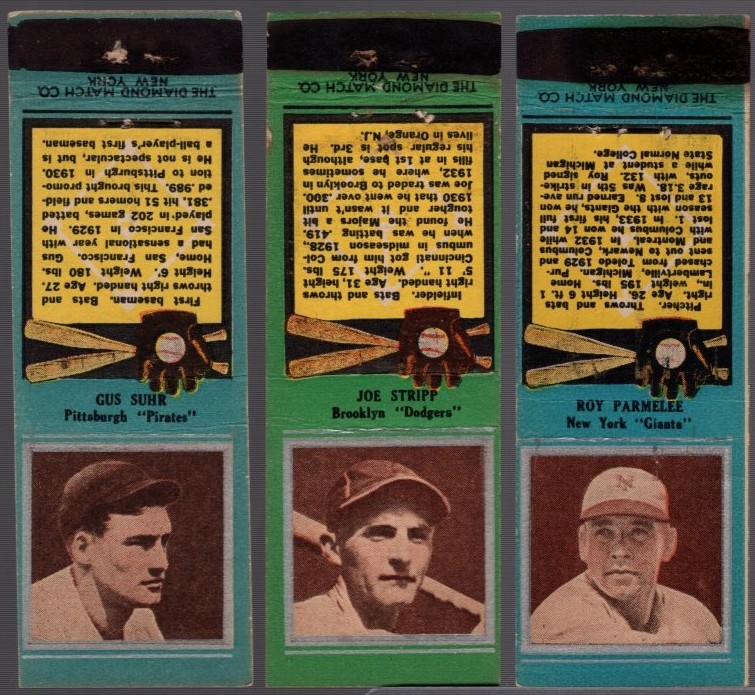 First baseman. Bats and
throws right handed. Age 27.
Height 6'. Weight 180 lbs.
Home San Francisco. Gus
had a sensational year with
San Francisco in 1929. He
played in 202 games, batted
.381, hit 51 homers and field-
ed .989. This brought promo-
tion to Pittsburgh in 1930.
He is not spectacular, but is
a ball-player's first baseman.
THE DIAMOND MATCH CO.
NEW YORK
GUS SUHR
Pittsburgh "Pirates"
Infielder. Bats and throws
right handed. Age 31, height
5' 11". Weight 175 lbs.
Cincinnati got him from Col-
umbus in midseason 1928,
when he was batting .419.
He found the Majors a bit
tougher and it wasn't until
1930 that he went over .300.
Joe was traded to Brooklyn in
1932, where he sometimes
fills in at 1st base, although
his regular spot is 3rd. He
lives in Orange, N.J.
THE DIAMOND MATCH CO.
NEW YORK
JOE STRIPP
Brooklyn "Dodgers"
Pitcher. Throws and bats
right. Age 26. Height 6 ft 1
in., weight 195 lbs. Home
Lambertville, Michigan. Pur-
chased from Toledo 1929 and
sent out to Newark, Columbus
and Montreal. In 1932 while
with Columbus he won 14 and
lost 1. In 1933, his first full
season with the Giants, he won
13 and lost 8. Earned run ave-
rage 3.18. Was 5th in strike-
outs, with 132. Roy signed
while a student at Michigan
State Normal College.
THE DIAMOND MATCH CO.
NEW YORK
ROY PARMELEE
New York "Giants"
NY